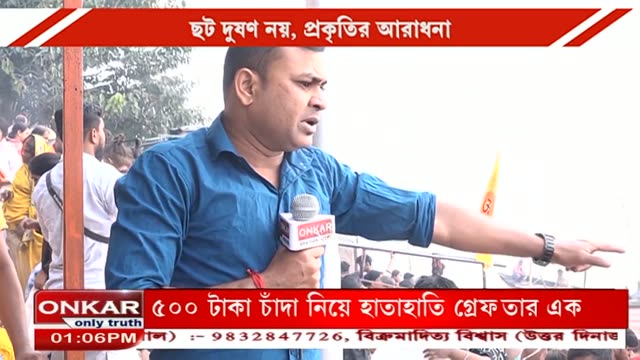 ছট দুষণ নয়, প্রকৃতির আরাধনা
ONKAR
ONKAR
only truth
৫০০ টাকা চাঁদা নিয়ে হাতাহাতি গ্রেফতার এক
01:06PM
াল) :- 9832847726, বিক্রমাদিত্য বিশ্বাস (উত্তর দিনাজ